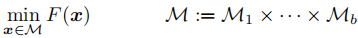 min F(𝒙) ℳ := ℳ₁ × ⋯ × ℳ_b
𝒙∈ℳ